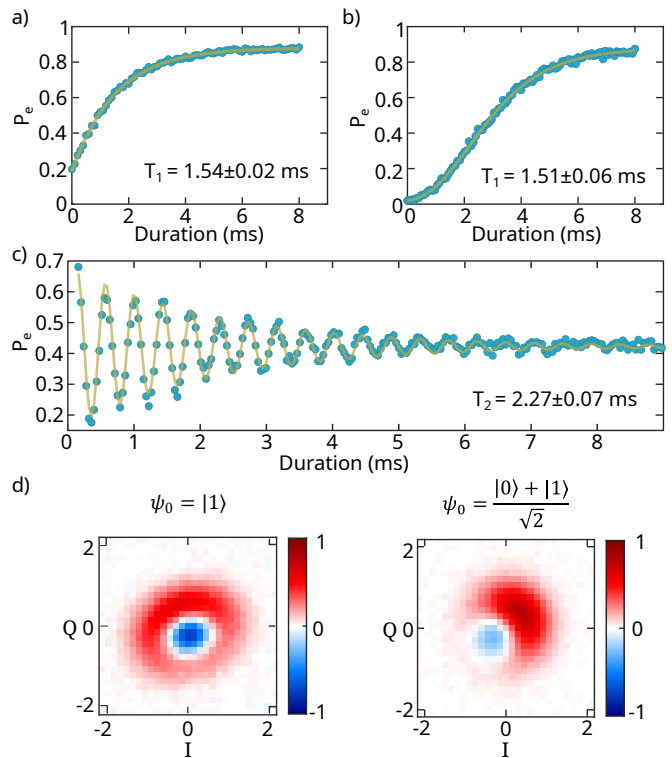 a)
1
0.8
0.6
0.4
0.2
0
P_e
T_1 = 1.54±0.02 ms
0 2 4 6 8
Duration (ms)
b)
1
0.8
0.6
0.4
0.2
0
P_e
T_1 = 1.51±0.06 ms
0 2 4 6 8
Duration (ms)
c)
0.7
0.6
0.5
0.4
0.3
0.2
P_e
T_2 = 2.27±0.07 ms
0 1 2 3 4 5 6 7 8
Duration (ms)
d)
ψ_0 = |1⟩
2
Q 0
-2
-2 0 2
I
1
0
-1
ψ_0 = (|0⟩ + |1⟩)/√2
2
Q 0
-2
-2 0 2
I
1
0
-1